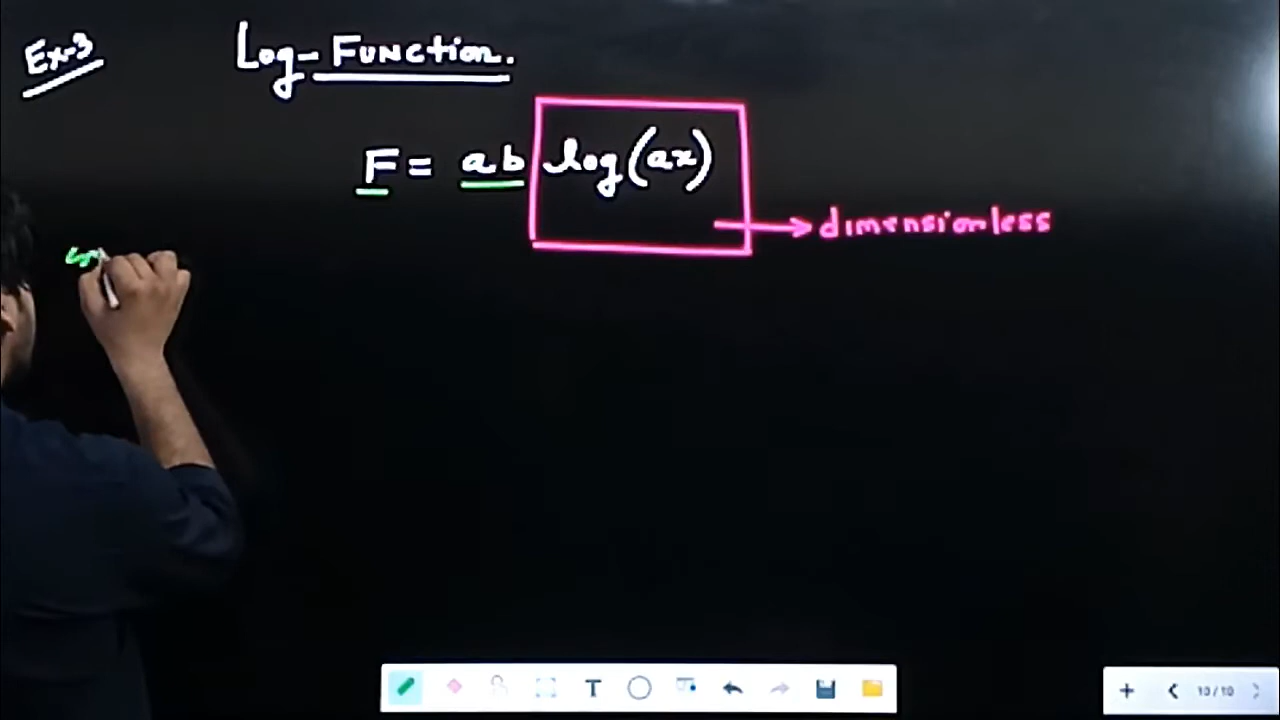 Ex-3
Log-Function.
F = ab log(ax)
dimensionless
T
10/10